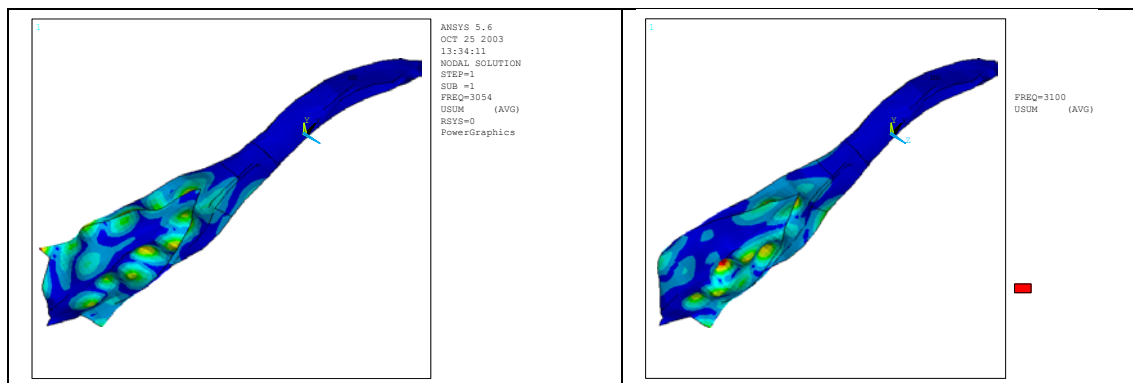 1
ANSYS 5.6
OCT 25 2003
13:34:11
NODAL SOLUTION
STEP=1
SUB =1
FREQ=3054
USUM (AVG)
RSYS=0
PowerGraphics
Y
1
FREQ=3100
USUM (AVG)
Y
Z